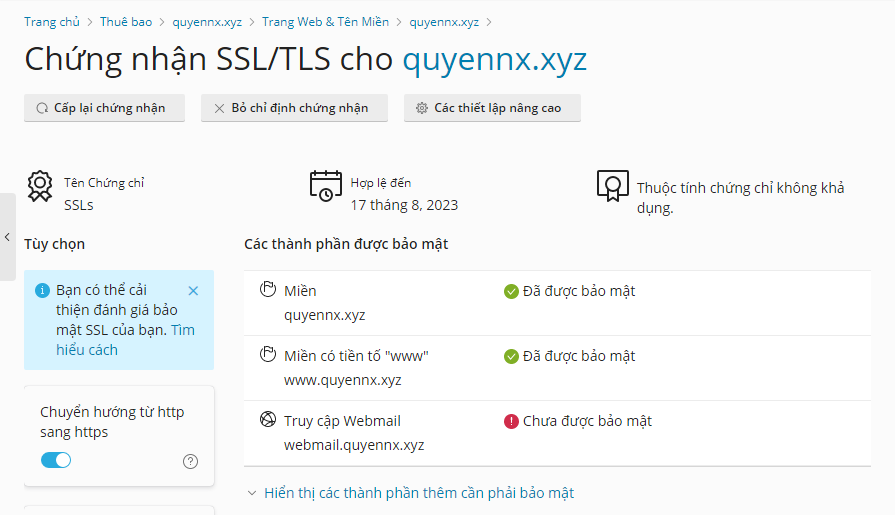 Trang chủ > Thuê bao > quyennx.xyz > Trang Web & Tên Miền > quyennx.xyz >
Chứng nhận SSL/TLS cho quyennx.xyz
Cấp lại chứng nhận
Bỏ chỉ định chứng nhận
Các thiết lập nâng cao
Tên Chứng chỉ
SSLs
Hợp lệ đến
17 tháng 8, 2023
Thuộc tính chứng chỉ không khả
dụng.
Tùy chọn
Bạn có thể cải
thiện đánh giá bảo
mật SSL của bạn. Tìm
hiểu cách
Chuyển hướng từ http
sang https
Các thành phần được bảo mật
Miền
quyennx.xyz
Đã được bảo mật
Miền có tiền tố "www"
www.quyennx.xyz
Đã được bảo mật
Truy cập Webmail
webmail.quyennx.xyz
Chưa được bảo mật
Hiển thị các thành phần thêm cần phải bảo mật